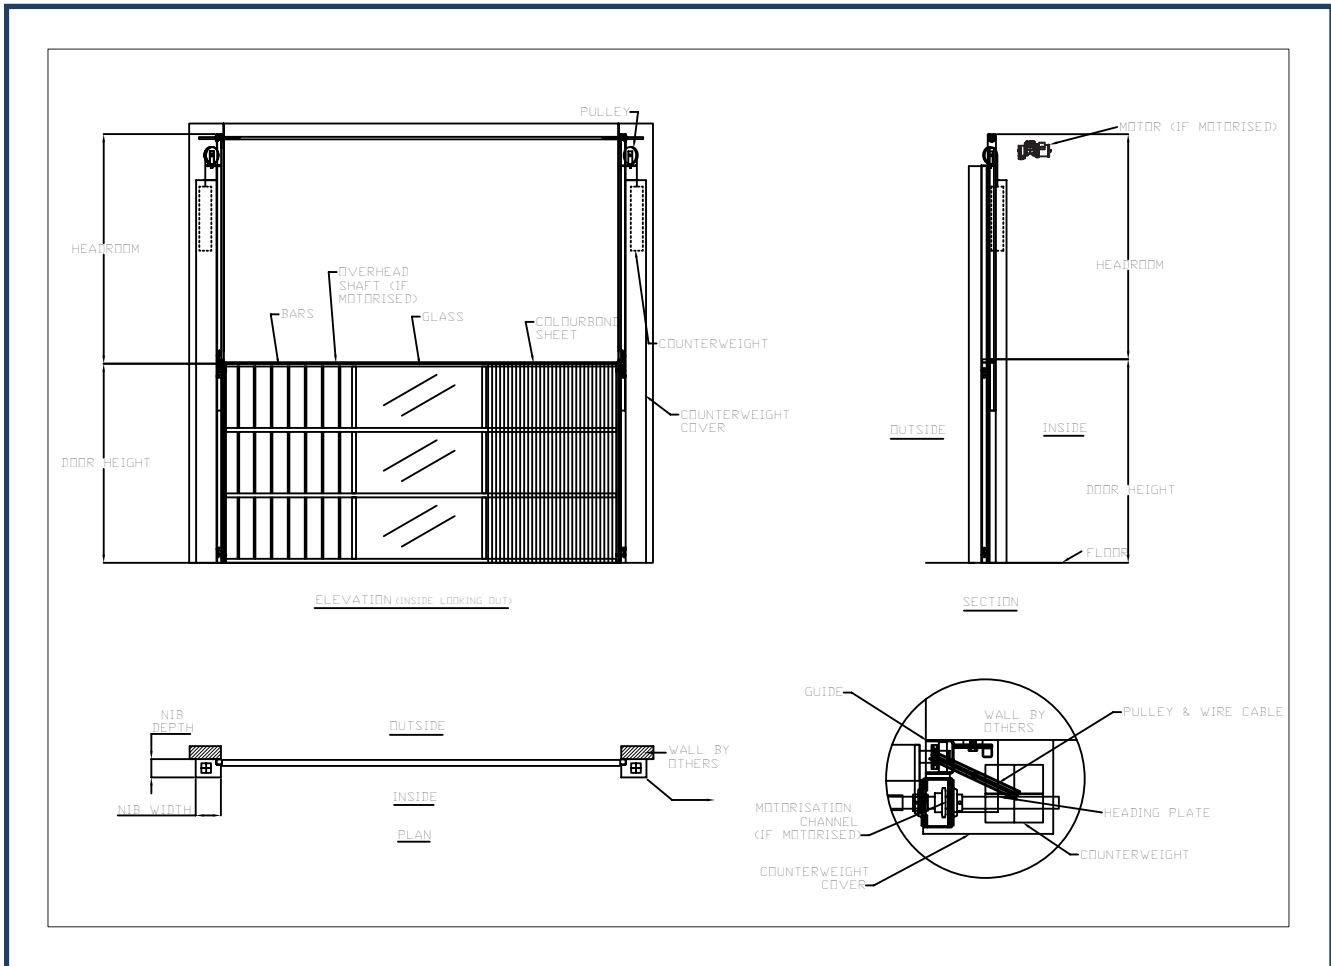 PULLEY
MOTOR (IF MOTORISED)
HEADROOM
OVERHEAD
SHAFT (IF
MOTORISED)
BARS
GLASS
COLOURBOND
SHEET
COUNTERWEIGHT
HEADROOM
COUNTERWEIGHT
COVER
OUTSIDE
INSIDE
DOOR HEIGHT
DOOR HEIGHT
FLOOR
ELEVATION (INSIDE LOOKING OUT)
SECTION
NIB
DEPTH
OUTSIDE
WALL BY
OTHERS
INSIDE
NIB WIDTH
PLAN
GUIDE
WALL BY
OTHERS
PULLEY & WIRE CABLE
MOTORISATION
CHANNEL
(IF MOTORISED)
HEADING PLATE
COUNTERWEIGHT
COUNTERWEIGHT
COVER